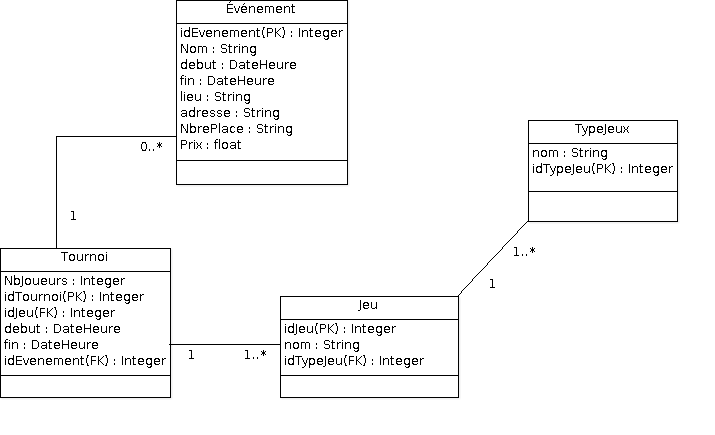 Événement
idEvenement(PK) : Integer
Nom : String
debut : DateHeure
fin : DateHeure
lieu : String
adresse : String
NbrePlace : String
Prix : float
0..*
1
TypeJeux
nom : String
idTypeJeu(PK) : Integer
1..*
1
Tournoi
NbJoueurs : Integer
idTournoi(PK) : Integer
idJeu(FK) : Integer
debut : DateHeure
fin : DateHeure
idEvenement(FK) : Integer
1
1..*
Jeu
idJeu(PK) : Integer
nom : String
idTypeJeu(FK) : Integer